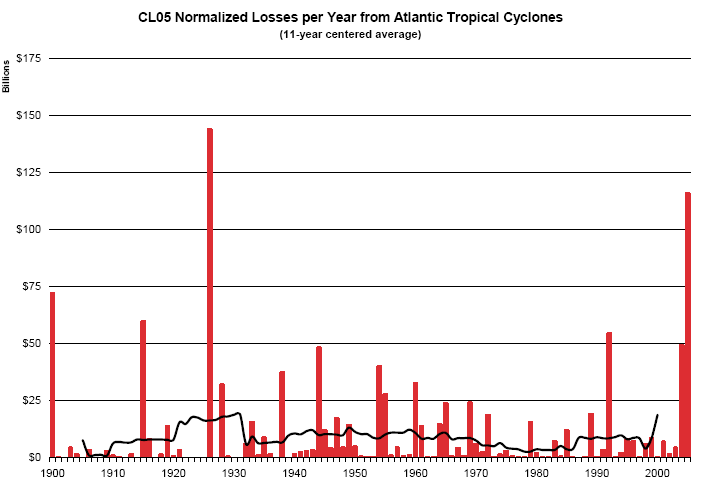 CL05 Normalized Losses per Year from Atlantic Tropical Cyclones
(11-year centered average)
Billions
$175
$150
$125
$100
$75
$50
$25
$0
1900 1910 1920 1930 1940 1950 1960 1970 1980 1990 2000